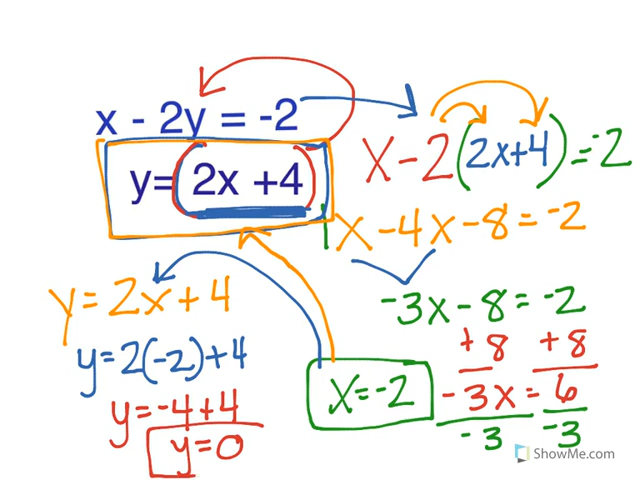 x - 2y = -2
y= 2x +4
x - 2(2x+4) = -2
1x - 4x - 8 = -2
-3x - 8 = -2
+8 +8
-3x = 6
-3 -3
x = -2
y = 2x + 4
y = 2(-2) + 4
y = -4 + 4
y = 0
ShowMe.com